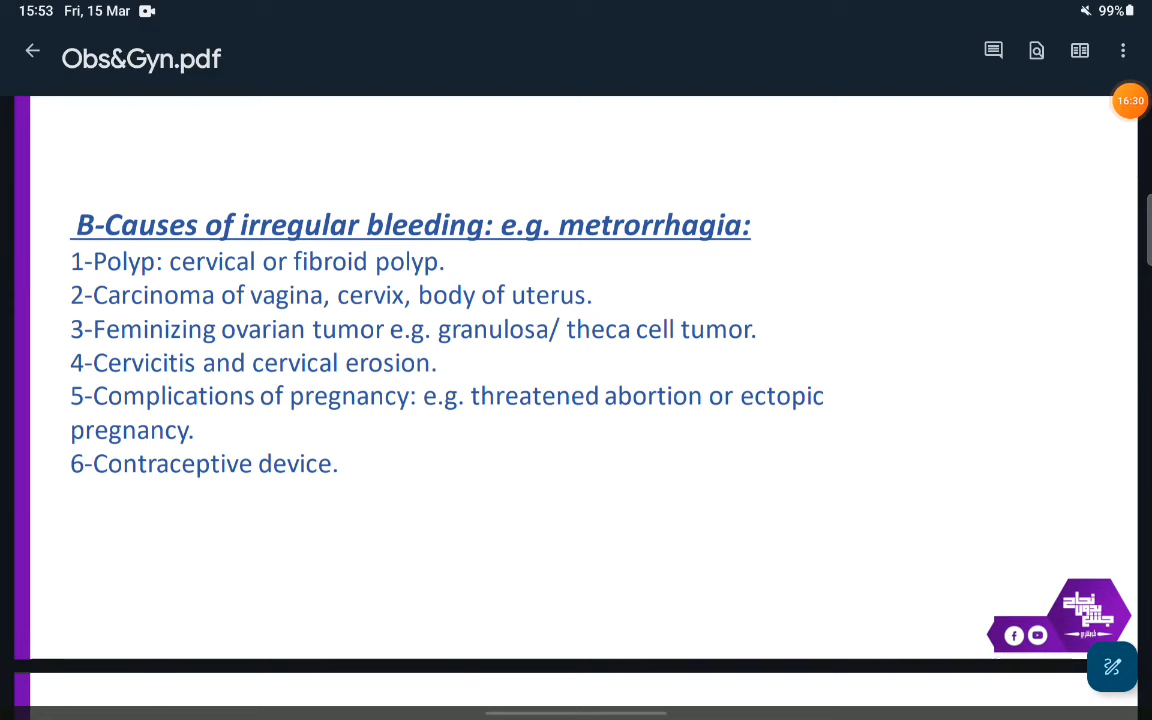 15:53 Fri, 15 Mar 99%
Obs&Gyn.pdf
16:30
B-Causes of irregular bleeding: e.g. metrorrhagia:
1-Polyp: cervical or fibroid polyp.
2-Carcinoma of vagina, cervix, body of uterus.
3-Feminizing ovarian tumor e.g. granulosa/ theca cell tumor.
4-Cervicitis and cervical erosion.
5-Complications of pregnancy: e.g. threatened abortion or ectopic
pregnancy.
6-Contraceptive device.